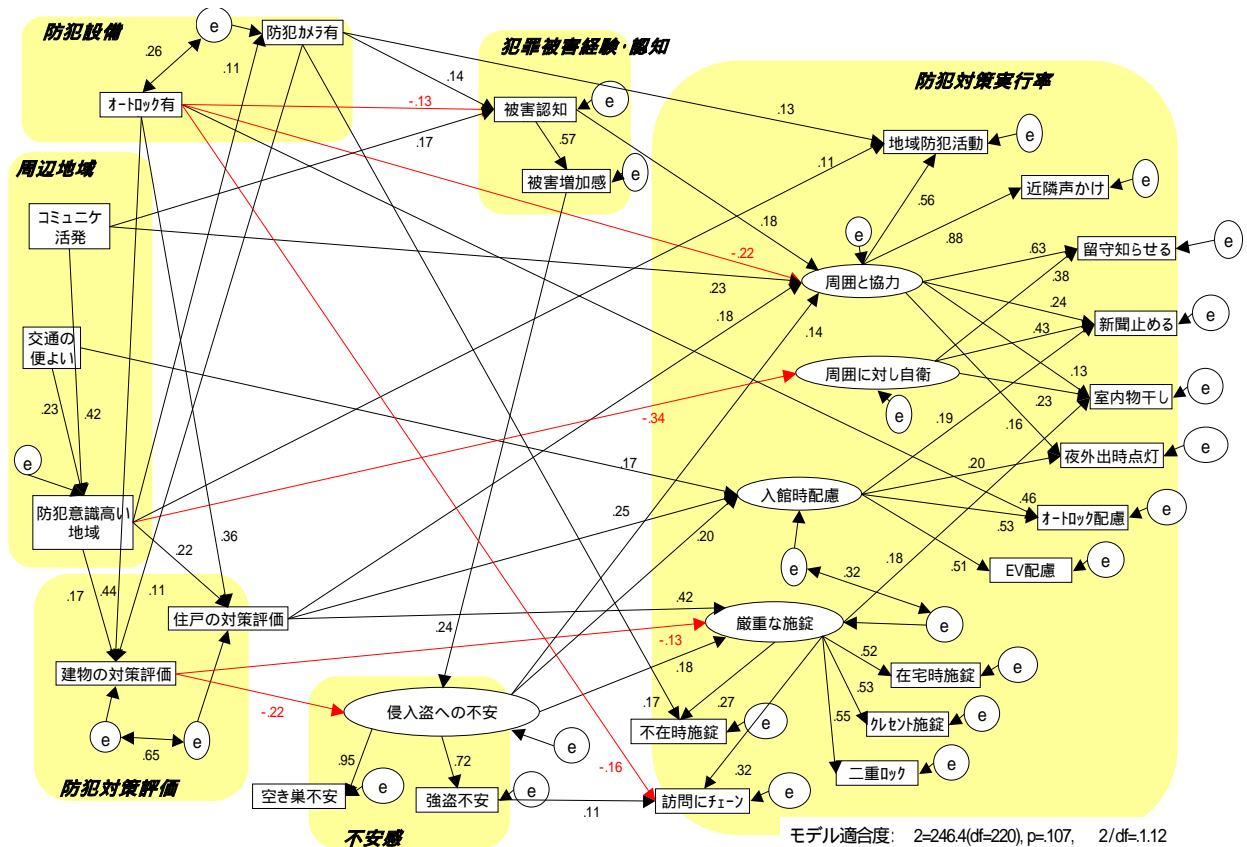 防犯設備
e
防犯ｶﾒﾗ有
.26
.11
ｵｰﾄﾛｯｸ有
犯罪被害経験･認知
.14
-.13
被害認知
e
.17
.57
被害増加感
e
防犯対策実行率
.13
地域防犯活動
e
.11
近隣声かけ
e
.56
.18
.88
e
留守知らせる
e
.63
.38
周囲と協力
-.22
.23
.18
.24
新聞止める
e
.14
.43
周囲に対し自衛
e
.13
室内物干し
e
.23
-.34
.19
.16
夜外出時点灯
e
.17
.20
入館時配慮
.46
ｵｰﾄﾛｯｸ配慮
e
.53
.25
.20
e
.18
.51
EV配慮
e
.32
周辺地域
コミュニケ
活発
交通の
便よい
.23
.42
e
防犯意識高い
地域
.22
.36
.17
.44
.11
住戸の対策評価
.42
厳重な施錠
e
建物の対策評価
-.13
.24
.18
.52
在宅時施錠
e
-.22
侵入盗への不安
e
.17
.27
.53
ｸﾚｾﾝﾄ施錠
e
不在時施錠
e
.55
e
e
.65
防犯対策評価
.95
.72
-.16
.32
二重ロック
e
空き巣不安
e
強盗不安
e
.11
訪問にﾁｪｰﾝ
e
不安感
モデル適合度: 2=246.4(df=220), p=.107, 2/df=.1.12